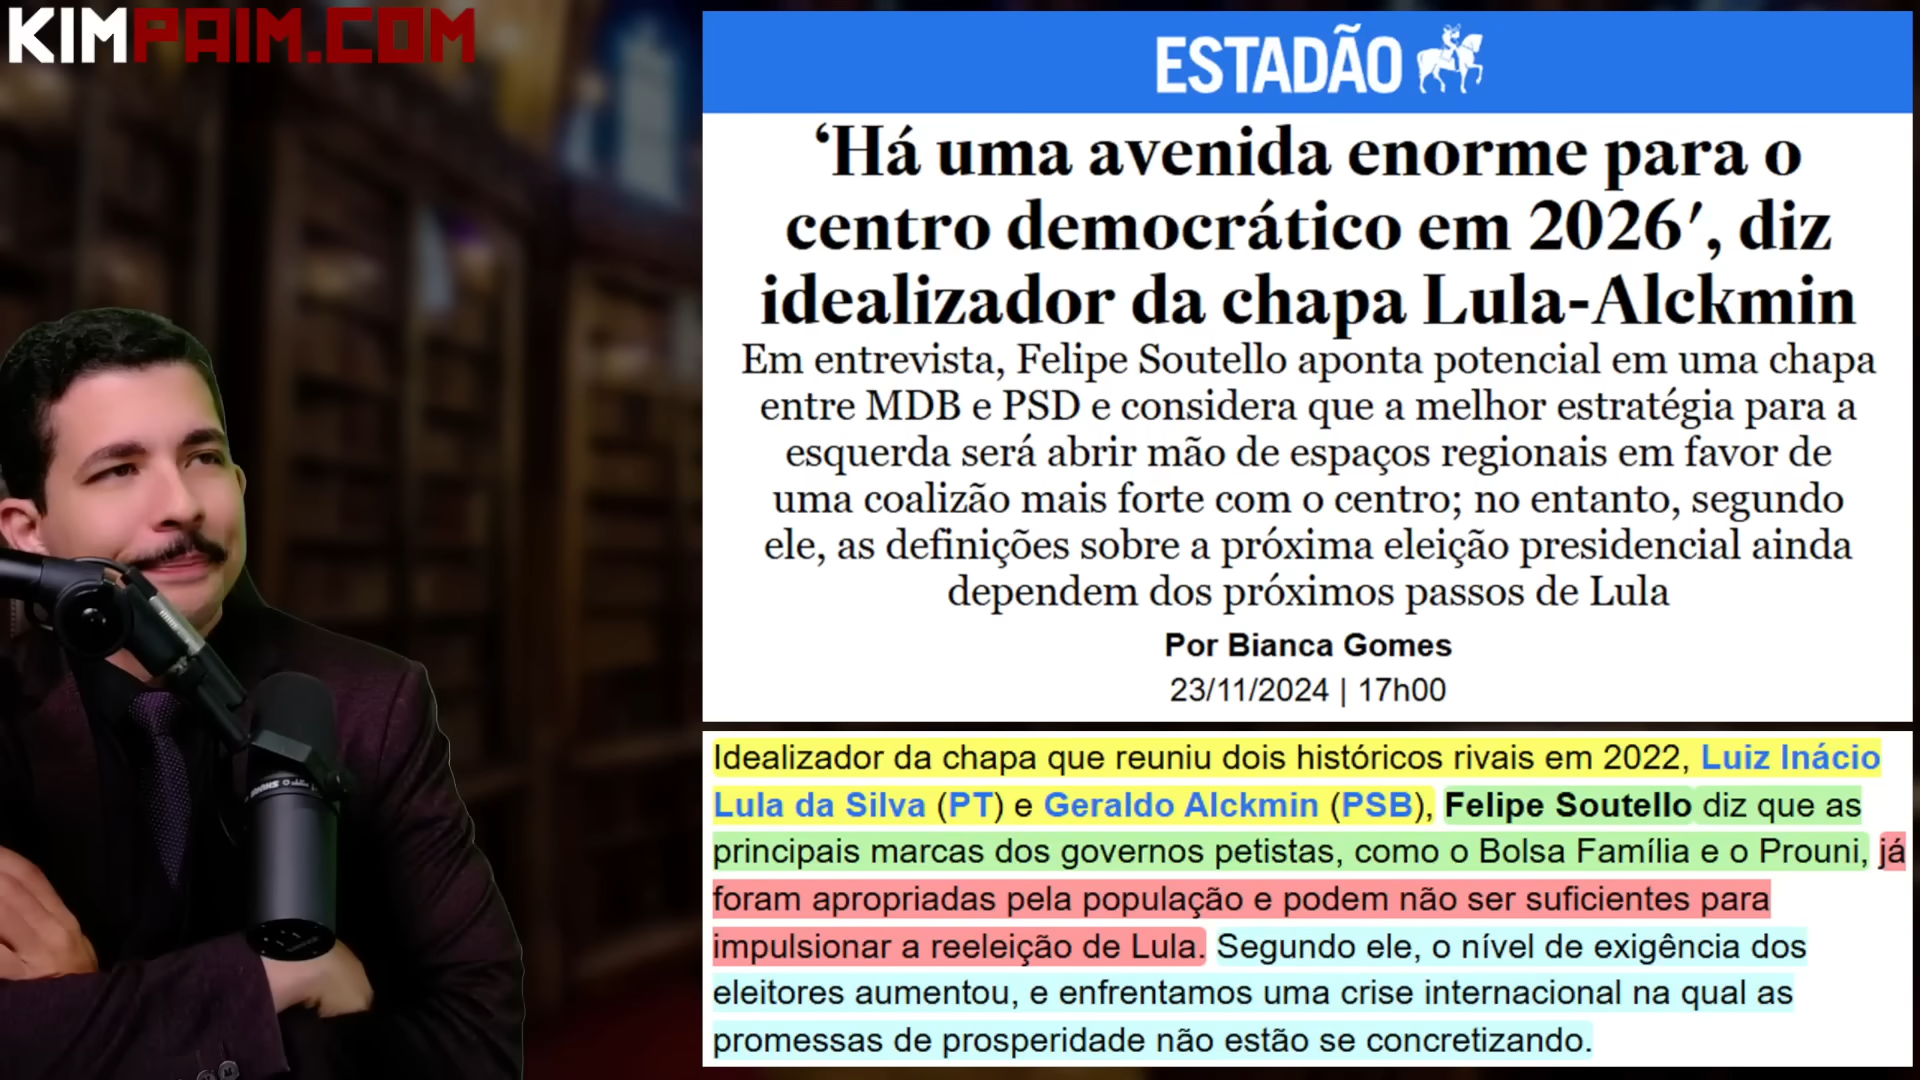 KIMPAIM.COM
ESTADÃO
‘Há uma avenida enorme para o
centro democrático em 2026′, diz
idealizador da chapa Lula-Alckmin
Em entrevista, Felipe Soutello aponta potencial em uma chapa
entre MDB e PSD e considera que a melhor estratégia para a
esquerda será abrir mão de espaços regionais em favor de
uma coalizão mais forte com o centro; no entanto, segundo
ele, as definições sobre a próxima eleição presidencial ainda
dependem dos próximos passos de Lula
Por Bianca Gomes
23/11/2024 | 17h00
Idealizador da chapa que reuniu dois históricos rivais em 2022, Luiz Inácio
Lula da Silva (PT) e Geraldo Alckmin (PSB), Felipe Soutello diz que as
principais marcas dos governos petistas, como o Bolsa Família e o Prouni, já
foram apropriadas pela população e podem não ser suficientes para
impulsionar a reeleição de Lula. Segundo ele, o nível de exigência dos
eleitores aumentou, e enfrentamos uma crise internacional na qual as
promessas de prosperidade não estão se concretizando.